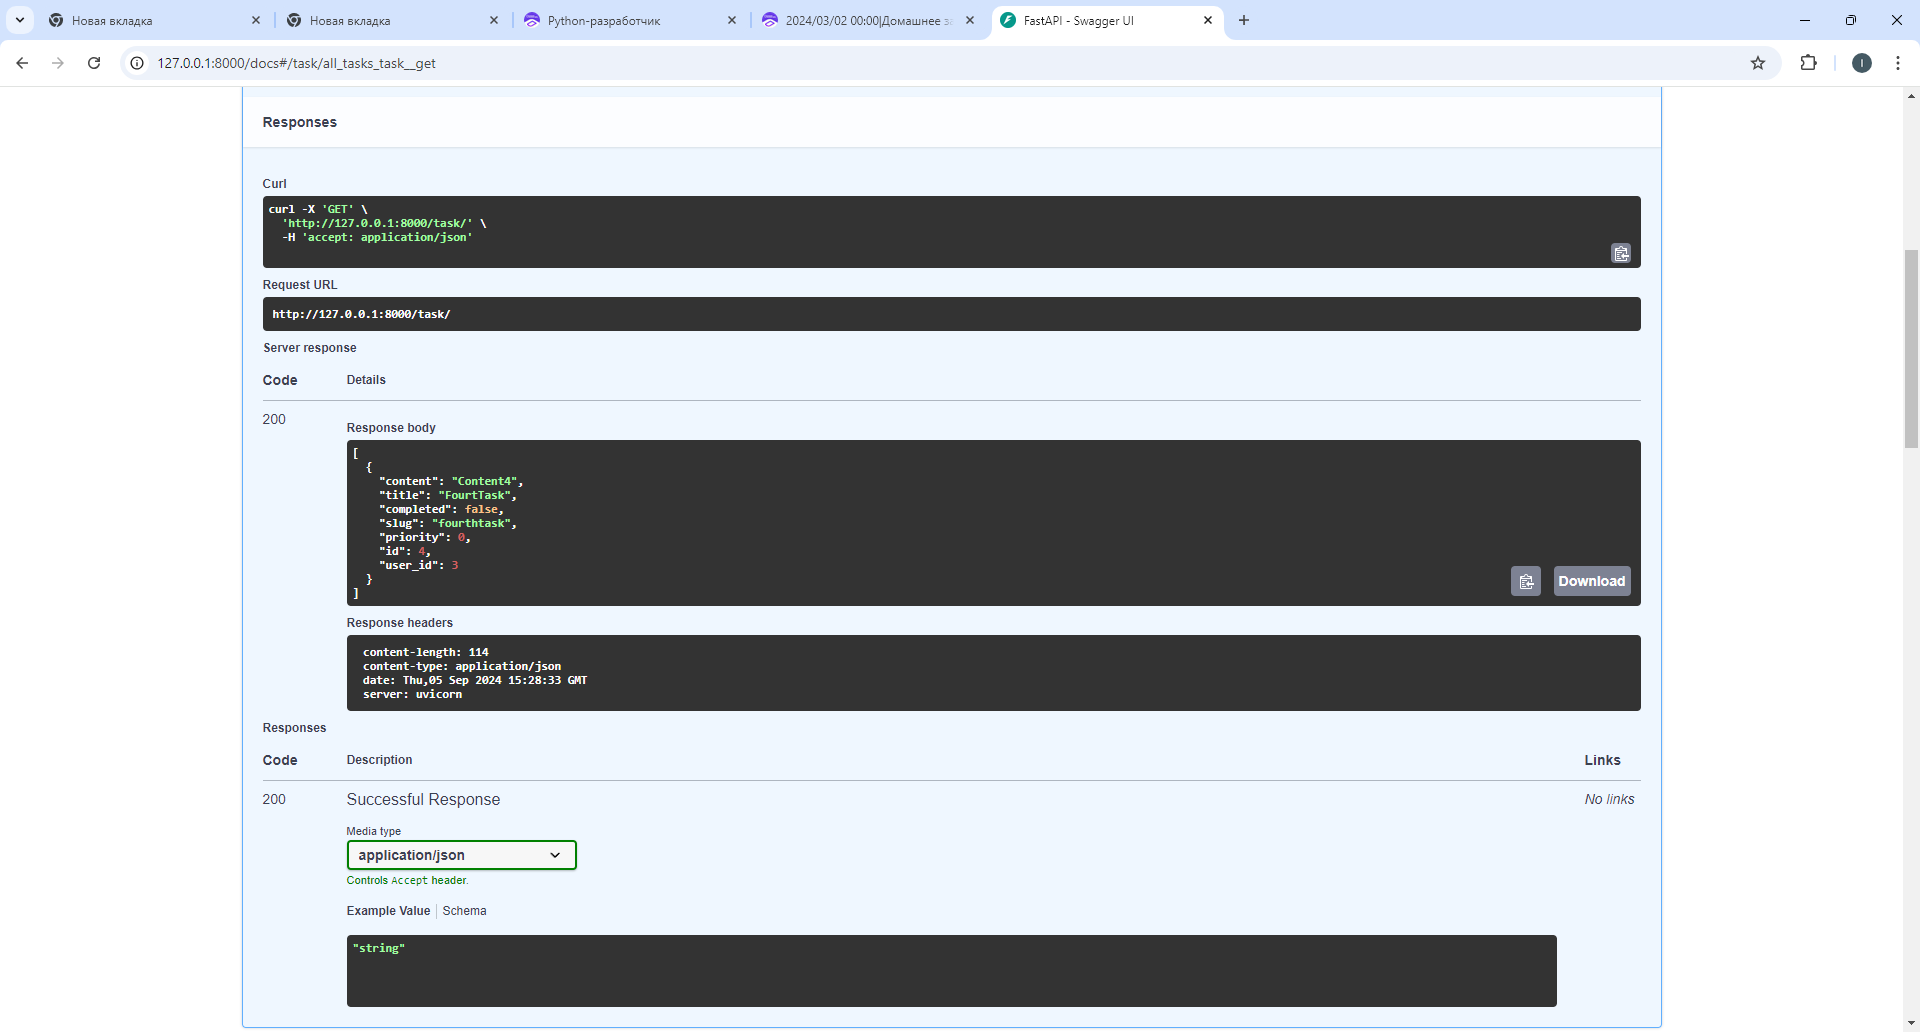 Новая вкладка
Новая вкладка
Python-разработчик
2024/03/02 00:00|Домашнее за
FastAPI - Swagger UI
127.0.0.1:8000/docs#/task/all_tasks_task__get
I
Responses
Curl
curl -X 'GET' \
'http://127.0.0.1:8000/task/' \
-H 'accept: application/json'
Request URL
http://127.0.0.1:8000/task/
Server response
Code Details
200
Response body
[
{
"content": "Content4",
"title": "FourtTask",
"completed": false,
"slug": "fourthtask",
"priority": 0,
"id": 4,
"user_id": 3
}
]
Download
Response headers
content-length: 114
content-type: application/json
date: Thu,05 Sep 2024 15:28:33 GMT
server: uvicorn
Responses
Code Description Links
200 Successful Response No links
Media type
application/json
Controls Accept header.
Example Value Schema
"string"